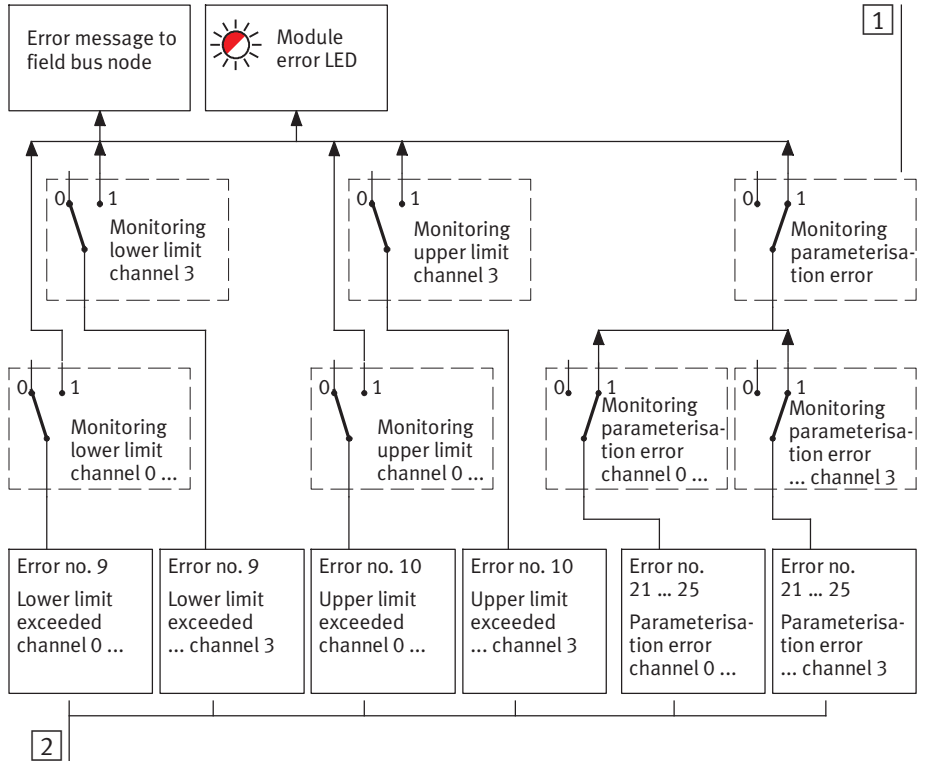 Error message to
field bus node
Module
error LED
1
0
1
Monitoring
lower limit
channel 3
0
1
Monitoring
upper limit
channel 3
0
1
Monitoring
parameterisa-
tion error
0
1
Monitoring
lower limit
channel 0 ...
0
1
Monitoring
upper limit
channel 0 ...
0
1
Monitoring
parameterisa-
tion error
channel 0 ...
0
1
Monitoring
parameterisa-
tion error
... channel 3
Error no. 9
Lower limit
exceeded
channel 0 ...
Error no. 9
Lower limit
exceeded
... channel 3
Error no. 10
Upper limit
exceeded
channel 0 ...
Error no. 10
Upper limit
exceeded
... channel 3
Error no.
21 ... 25
Parameterisa-
tion error
channel 0 ...
Error no.
21 ... 25
Parameterisa-
tion error
... channel 3
2